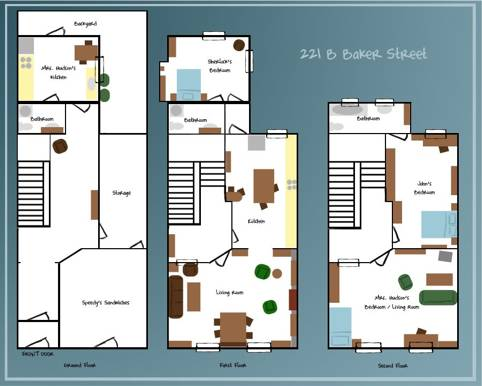 221 B Baker Street
Backyard
Mrs. Hudson's
Kitchen
Bathroom
Storage
Speedy's Sandwiches
FRONT DOOR
Ground Floor
Sherlock's
Bedroom
Bathroom
Kitchen
Living Room
First Floor
Bathroom
John's
Bedroom
Mrs. Hudson's
Bedroom / Living Room
Second Floor